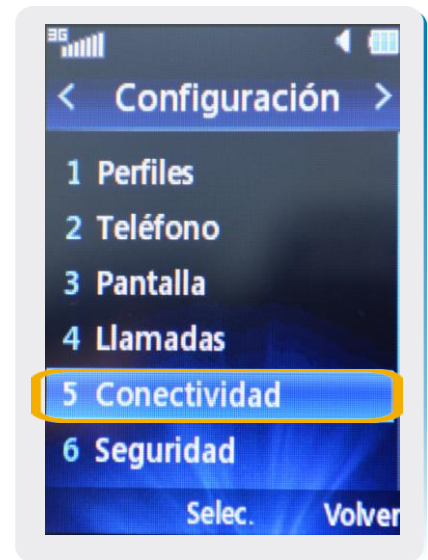 3G
< Configuración >
1 Perfiles
2 Teléfono
3 Pantalla
4 Llamadas
5 Conectividad
6 Seguridad
Selec. Volver